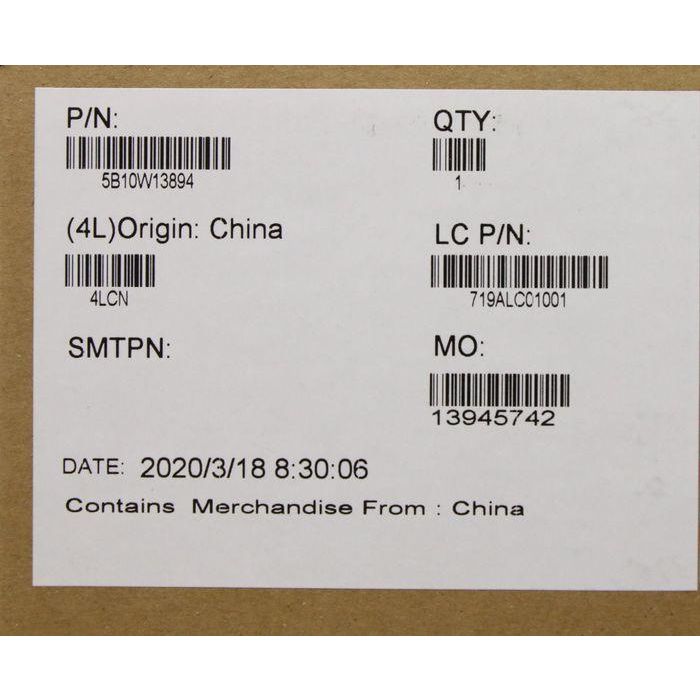 P/N:
5B10W13894
QTY:
1
(4L)Origin: China
4LCN
LC P/N:
719ALC01001
SMTPN:
MO:
13945742
DATE: 2020/3/18 8:30:06
Contains Merchandise From : China